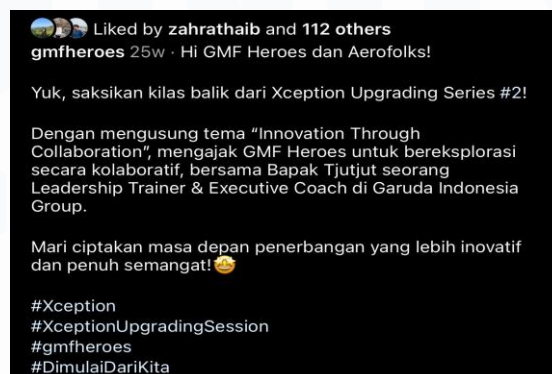 Liked by zahrathaib and 112 others
gmfheroes 25w · Hi GMF Heroes dan Aerofolks!
Yuk, saksikan kilas balik dari Xception Upgrading Series #2!
Dengan mengusung tema “Innovation Through
Collaboration”, mengajak GMF Heroes untuk bereksplorasi
secara kolaboratif, bersama Bapak Tjutjut seorang
Leadership Trainer & Executive Coach di Garuda Indonesia
Group.
Mari ciptakan masa depan penerbangan yang lebih inovatif
dan penuh semangat!🤩
#Xception
#XceptionUpgradingSession
#gmfheroes
#DimulaiDariKita